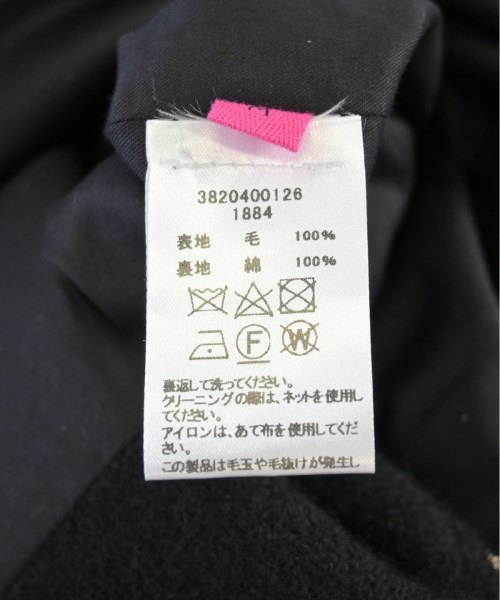 3820400126
1884
表地 毛 100%
裏地 綿 100%
F W
裏返して洗ってください。
クリーニングの際は、ネットを使用し
てください。
アイロンは、あて布を使用してくだ
さい。
この製品は毛玉や毛抜けが発生し